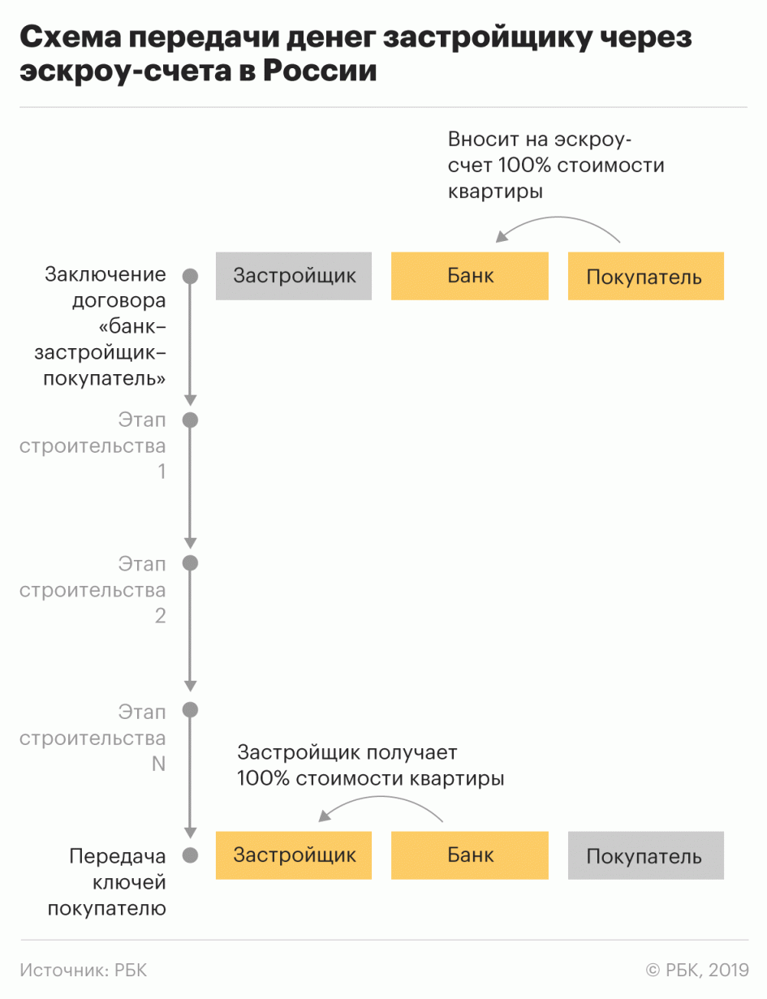 Схема передачи денег застройщику через
эскроу-счета в России
Вносит на эскроу-
счет 100% стоимости
квартиры
Заключение
договора
«банк–
застройщик–
покупатель»
Застройщик
Банк
Покупатель
Этап
строительства
1
Этап
строительства
2
Этап
строительства
N
Застройщик получает
100% стоимости квартиры
Передача
ключей
покупателю
Застройщик
Банк
Покупатель
Источник: РБК
© РБК, 2019